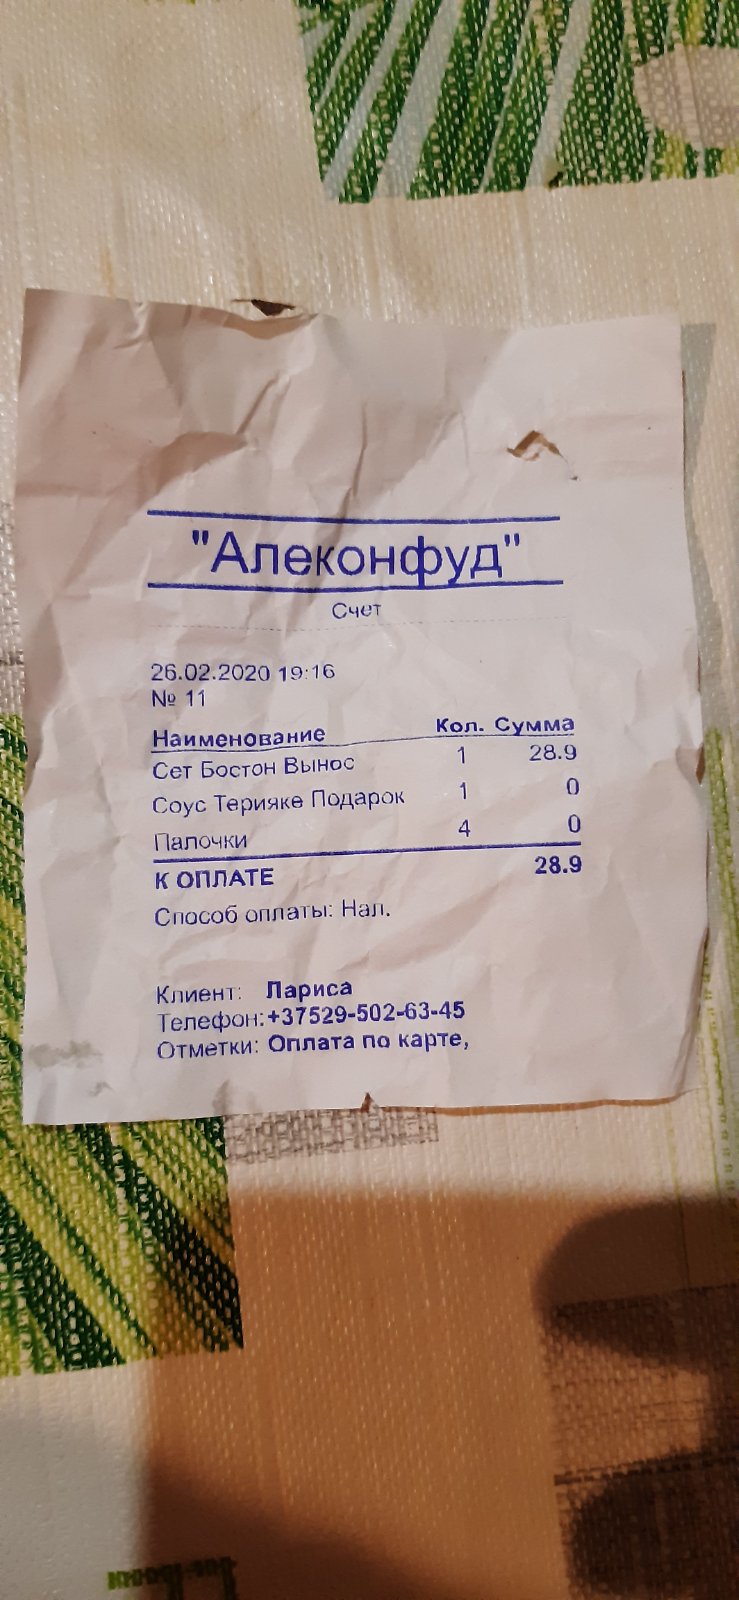 "Алеконфуд"
Счет
26.02.2020 19:16
№ 11
Наименование Кол. Сумма
Сет Бостон Вынос 1 28.9
Соус Терияке Подарок 1 0
Палочки 4 0
К ОПЛАТЕ 28.9
Способ оплаты: Нал.
Клиент: Лариса
Телефон:+37529-502-63-45
Отметки: Оплата по карте,